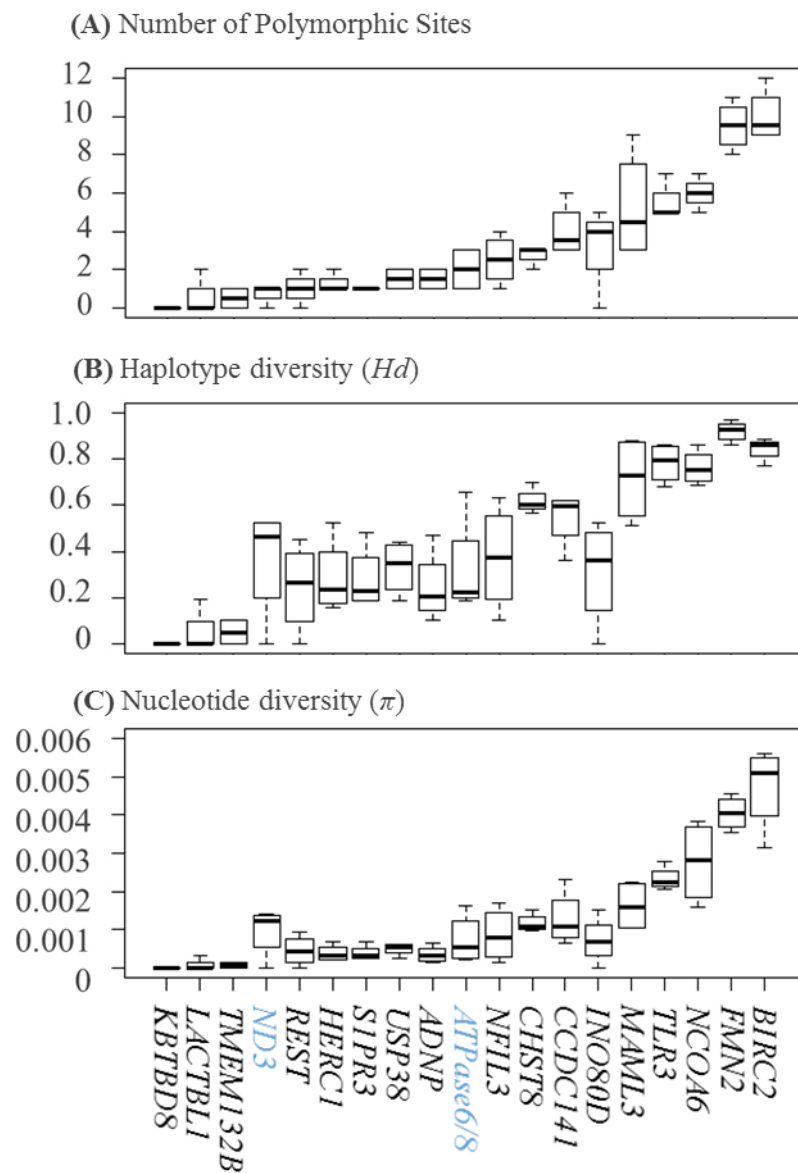 (A) Number of Polymorphic Sites
12
10
8
6
4
2
0
(B) Haplotype diversity (Hd)
1.0
0.8
0.6
0.4
0.2
0
(C) Nucleotide diversity (π)
0.006
0.005
0.004
0.003
0.002
0.001
0
KBTBD8
LACTBL1
TMEM132B
ND3
REST
HERC1
S1PR3
USP38
ADNP
ATPase6/8
NFIL3
CHST8
CCDC141
INO80D
MAML3
TLR3
NCOA6
FMN2
BIRC2